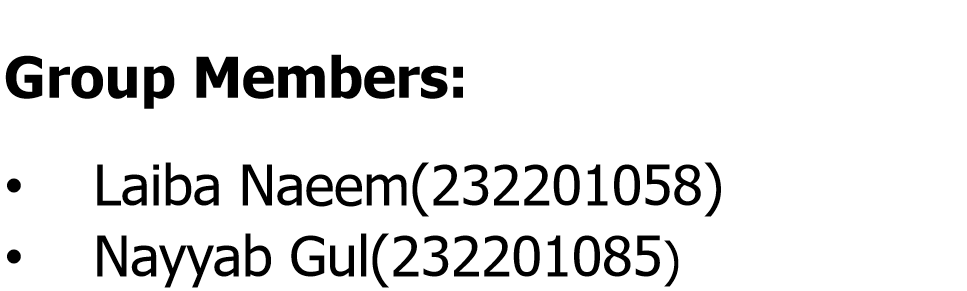 Group Members:
• Laiba Naeem(232201058)
• Nayyab Gul(232201085)